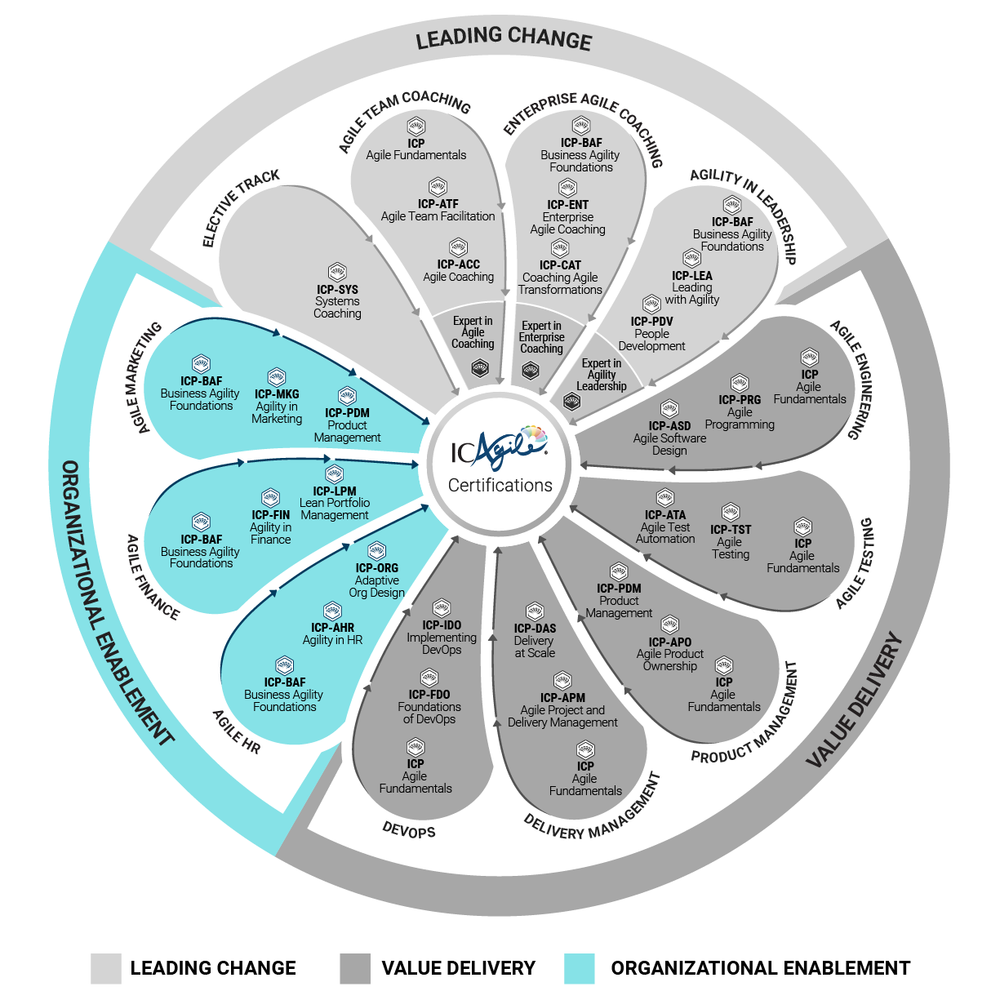 LEADING CHANGE
AGILE TEAM COACHING
ICP
Agile Fundamentals
ICP-ATF
Agile Team Facilitation
ICP-ACC
Agile Coaching
Expert in
Agile
Coaching
ENTERPRISE AGILE COACHING
ICP-BAF
Business Agility
Foundations
ICP-ENT
Enterprise
Agile Coaching
ICP-CAT
Coaching Agile
Transformations
Expert in
Enterprise
Coaching
AGILITY IN LEADERSHIP
ICP-BAF
Business Agility
Foundations
ICP-LEA
Leading
with Agility
ICP-PDV
People
Development
Expert in
Agility
Leadership
ELECTIVE TRACK
ICP-SYS
Systems
Coaching
VALUE DELIVERY
AGILE ENGINEERING
ICP
Agile
Fundamentals
ICP-PRG
Agile
Programming
ICP-ASD
Agile Software
Design
AGILE TESTING
ICP-ATA
Agile Test
Automation
ICP-TST
Agile
Testing
ICP
Agile
Fundamentals
PRODUCT MANAGEMENT
ICP-PDM
Product
Management
ICP-APO
Agile Product
Ownership
ICP
Agile
Fundamentals
DELIVERY MANAGEMENT
ICP-DAS
Delivery
at Scale
ICP-APM
Agile Project and
Delivery Management
ICP
Agile
Fundamentals
DEVOPS
ICP-IDO
Implementing
DevOps
ICP-FDO
Foundations
of DevOps
ICP
Agile
Fundamentals
ORGANIZATIONAL ENABLEMENT
AGILE MARKETING
ICP-BAF
Business Agility
Foundations
ICP-MKG
Agility in
Marketing
ICP-PDM
Product
Management
AGILE FINANCE
ICP-BAF
Business Agility
Foundations
ICP-FIN
Agility in
Finance
ICP-LPM
Lean Portfolio
Management
AGILE HR
ICP-ORG
Adaptive
Org Design
ICP-AHR
Agility in HR
ICP-BAF
Business Agility
Foundations
ICAgile®
Certifications
LEADING CHANGE
VALUE DELIVERY
ORGANIZATIONAL ENABLEMENT